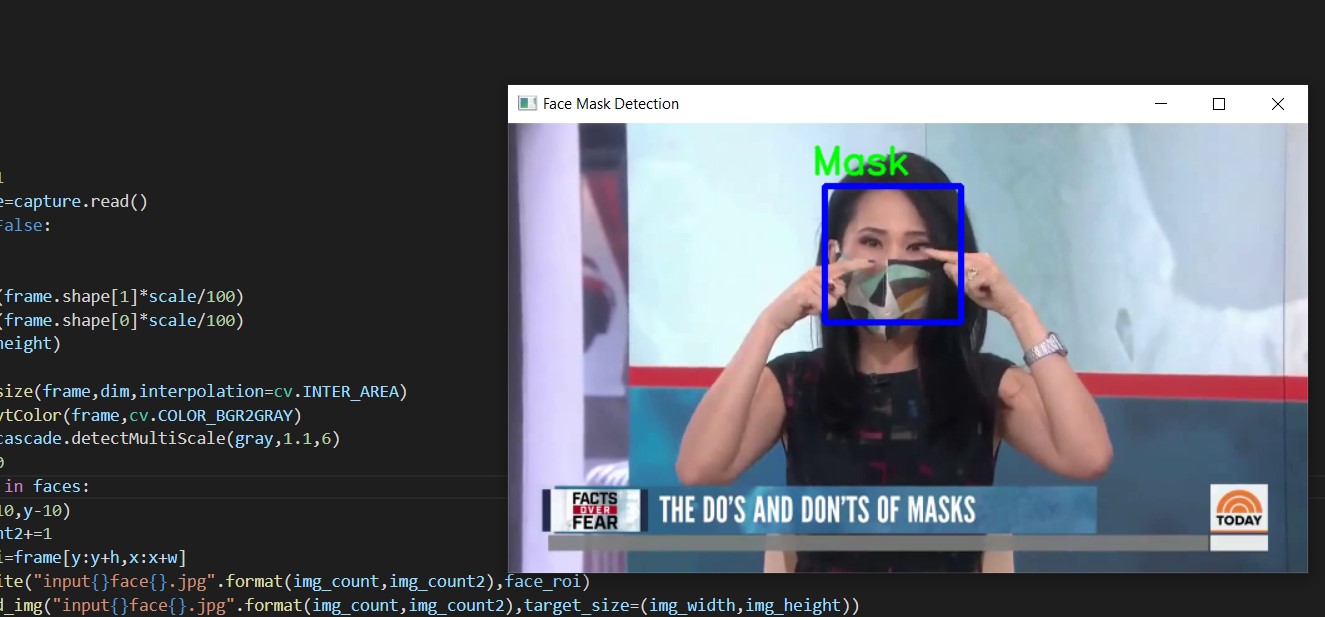 1
e=capture.read()
False:
(frame.shape[1]*scale/100)
(frame.shape[0]*scale/100)
height)
size(frame,dim,interpolation=cv.INTER_AREA)
vtColor(frame,cv.COLOR_BGR2GRAY)
cascade.detectMultiScale(gray,1.1,6)
0
in faces:
10,y-10)
nt2+=1
i=frame[y:y+h,x:x+w]
ite("input{}face{}.jpg".format(img_count,img_count2),face_roi)
d_img("input{}face{}.jpg".format(img_count,img_count2),target_size=(img_width,img_height))
Face Mask Detection
Mask
FACTS
OVER
FEAR
THE DO'S AND DON'TS OF MASKS
TODAY